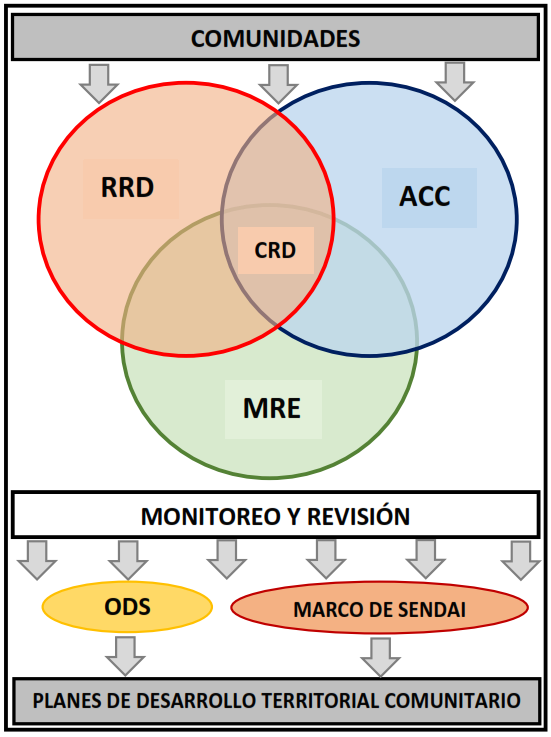 COMUNIDADES
RRD
ACC
CRD
MRE
MONITOREO Y REVISIÓN
ODS
MARCO DE SENDAI
PLANES DE DESARROLLO TERRITORIAL COMUNITARIO